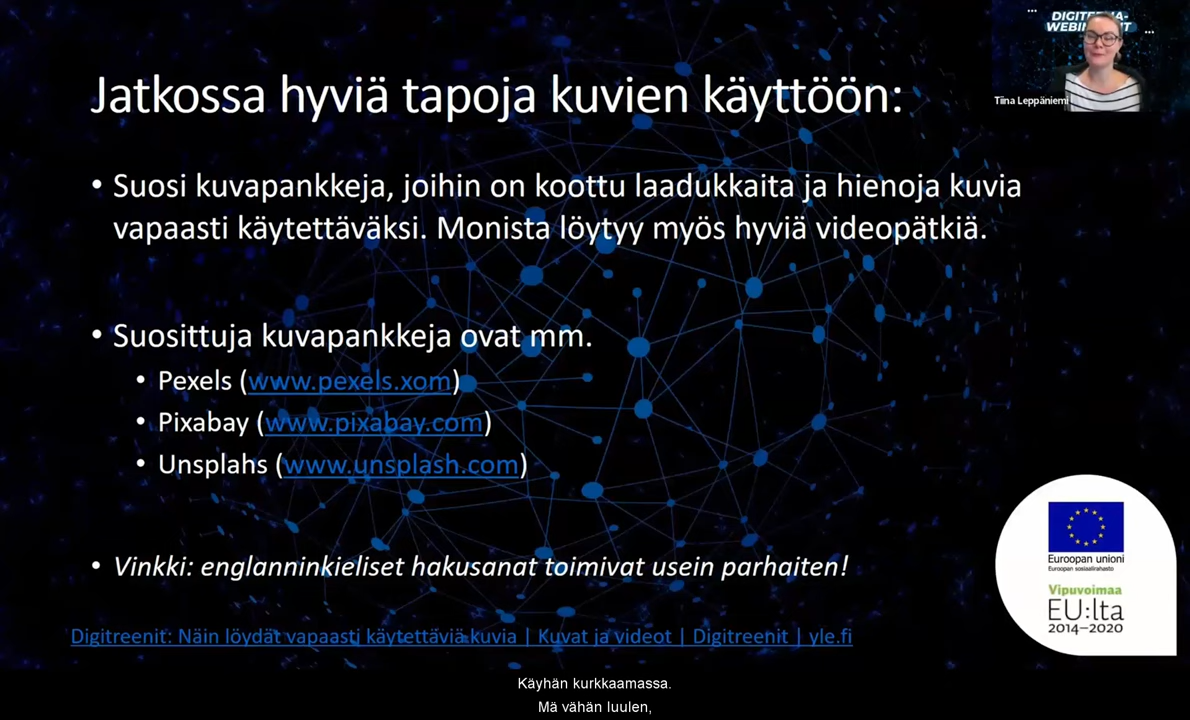 DIGITEEMA-
WEBINAARIT
Tiina Leppäniemi
Jatkossa hyviä tapoja kuvien käyttöön:
• Suosi kuvapankkeja, joihin on koottu laadukkaita ja hienoja kuvia
vapaasti käytettäväksi. Monista löytyy myös hyviä videopätkiä.
• Suosittuja kuvapankkeja ovat mm.
• Pexels (www.pexels.xom)
• Pixabay (www.pixabay.com)
• Unsplahs (www.unsplash.com)
• Vinkki: englanninkieliset hakusanat toimivat usein parhaiten!
Euroopan unioni
Euroopan sosiaalirahasto
Vipuvoimaa
EU:lta
2014–2020
Digitreenit: Näin löydät vapaasti käytettäviä kuvia | Kuvat ja videot | Digitreenit | yle.fi
Käyhän kurkkaamassa.
Mä vähän luulen,